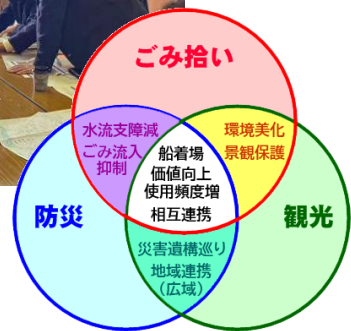 ごみ拾い
水流支障減
ごみ流入
抑制
環境美化
景観保護
船着場
価値向上
使用頻度増
相互連携
防災
観光
災害遺構巡り
地域連携
（広域）